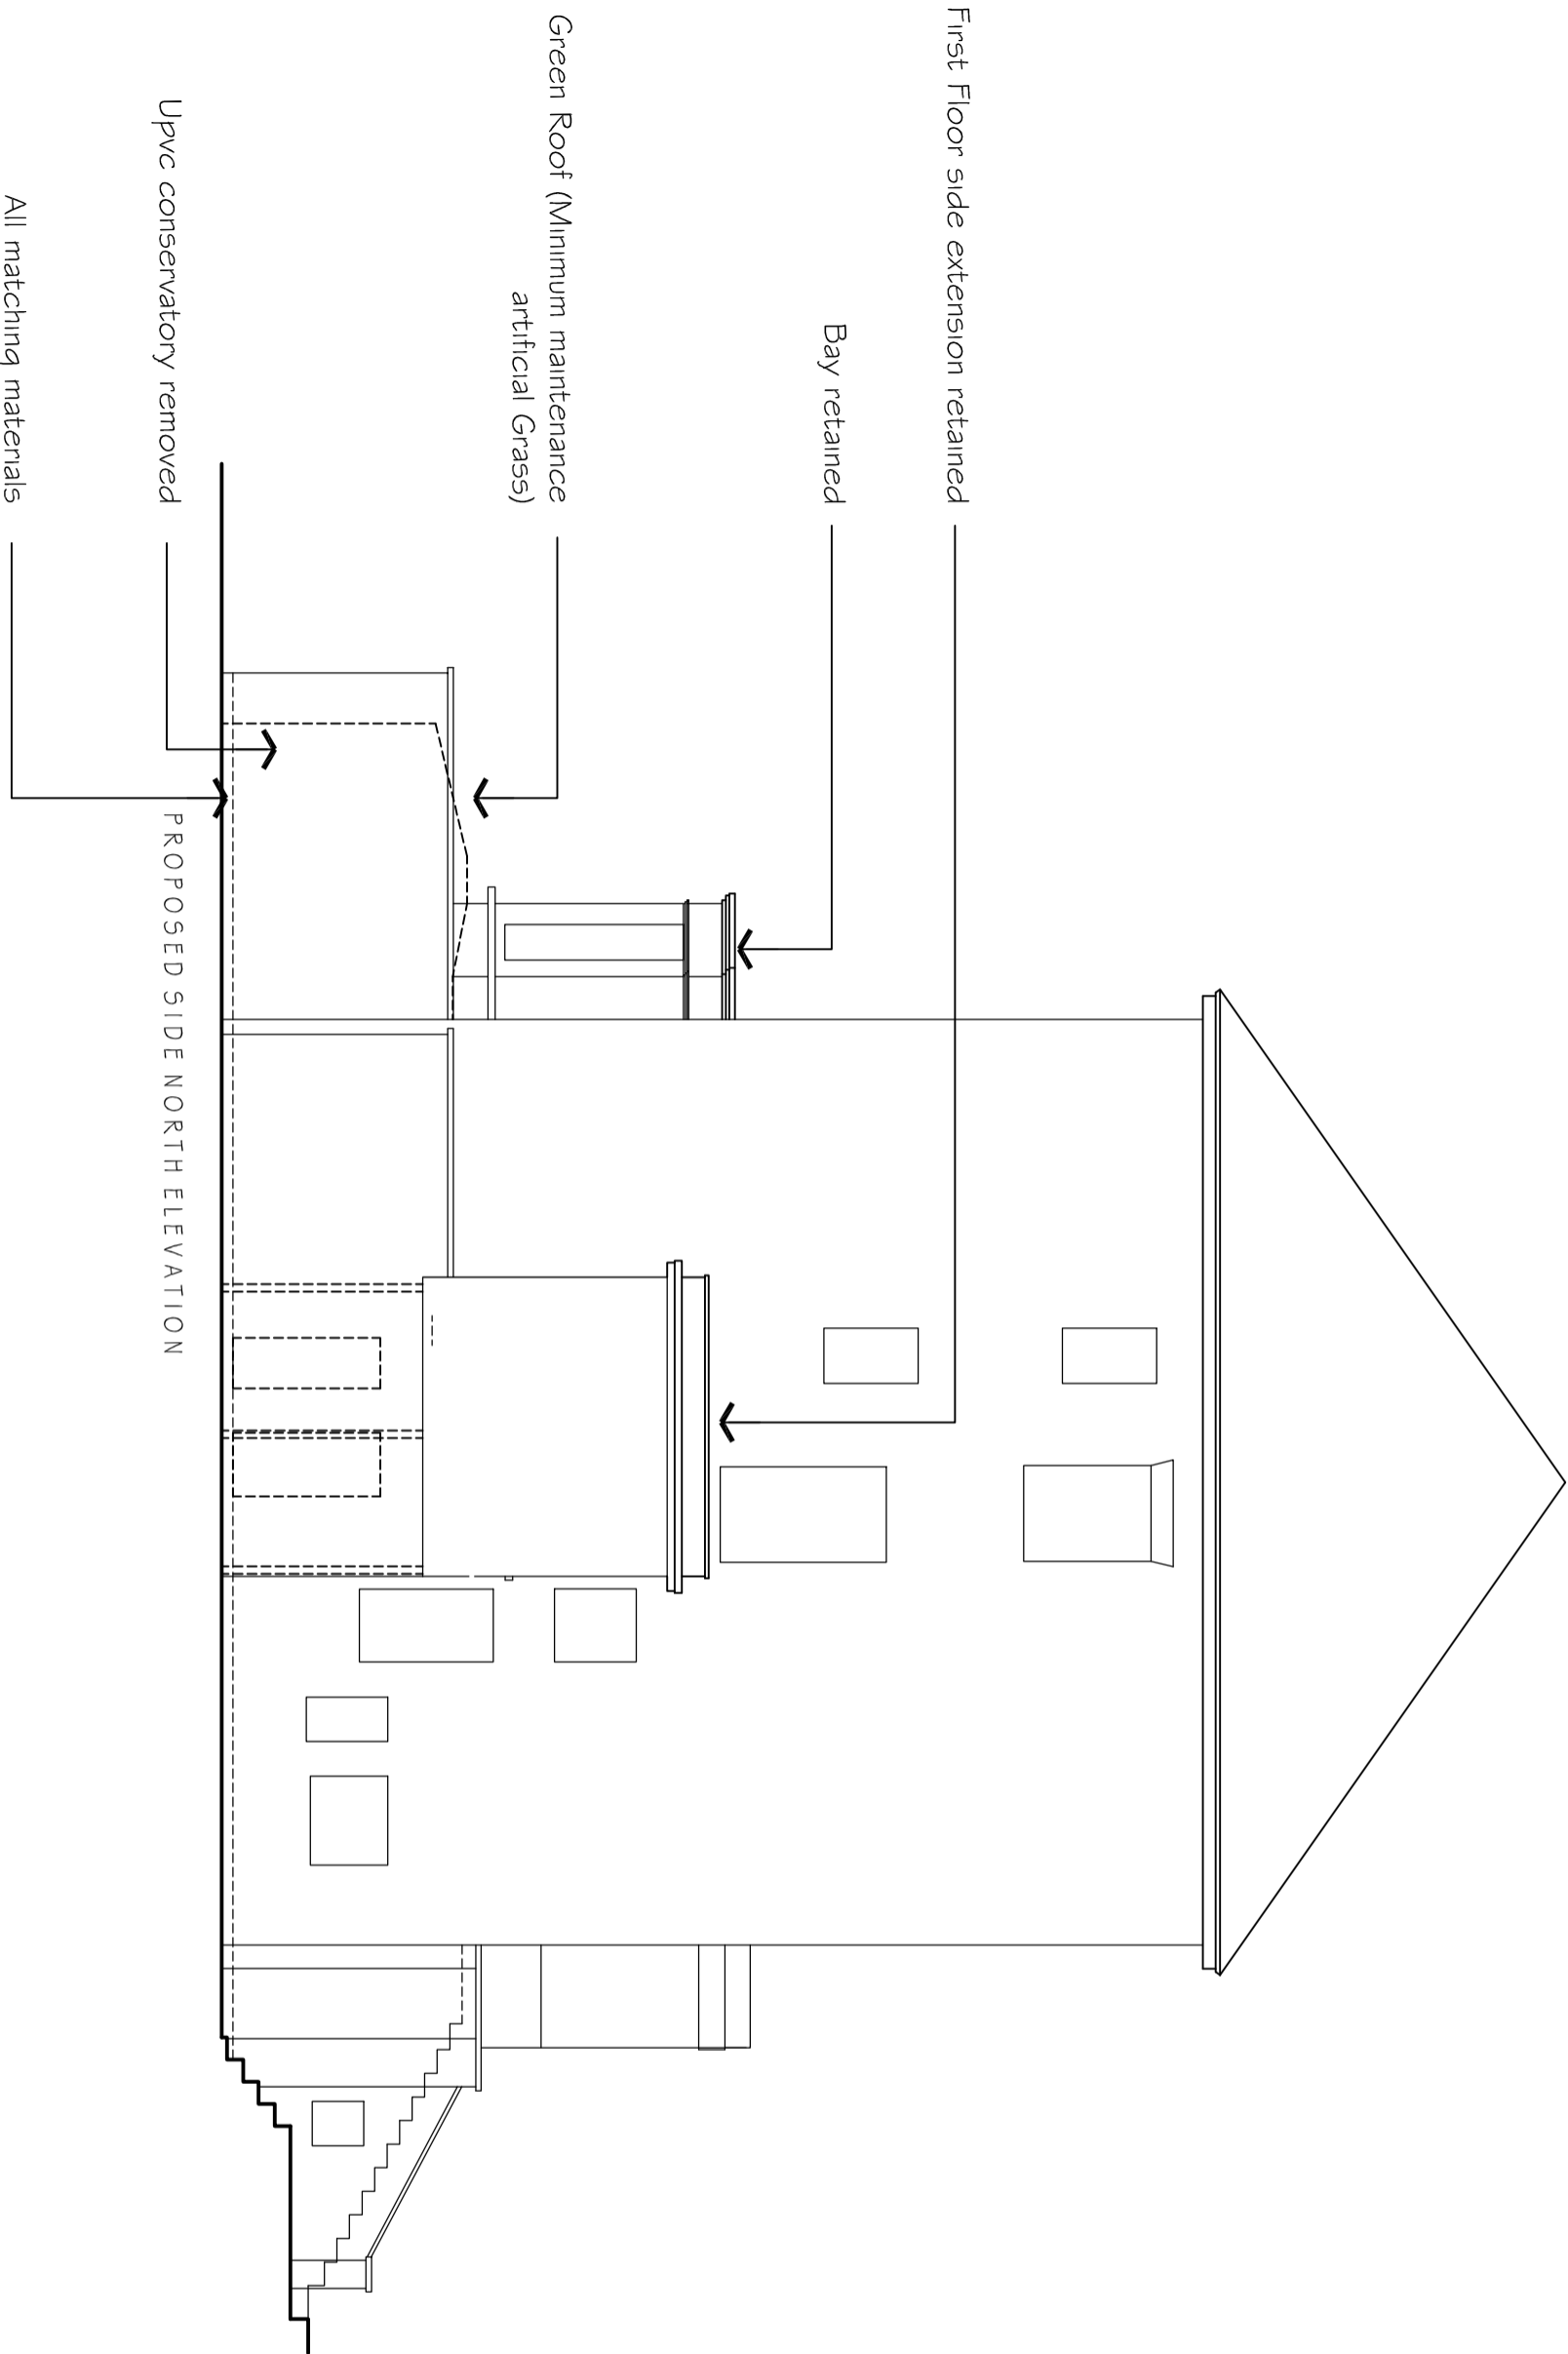 First Floor side extension retained
Bay retained
Green Roof (Minimum maintenance
artificial Grass)
Upvc conservatory removed
All matching materials
PROPOSED SIDE NORTH ELEVATION